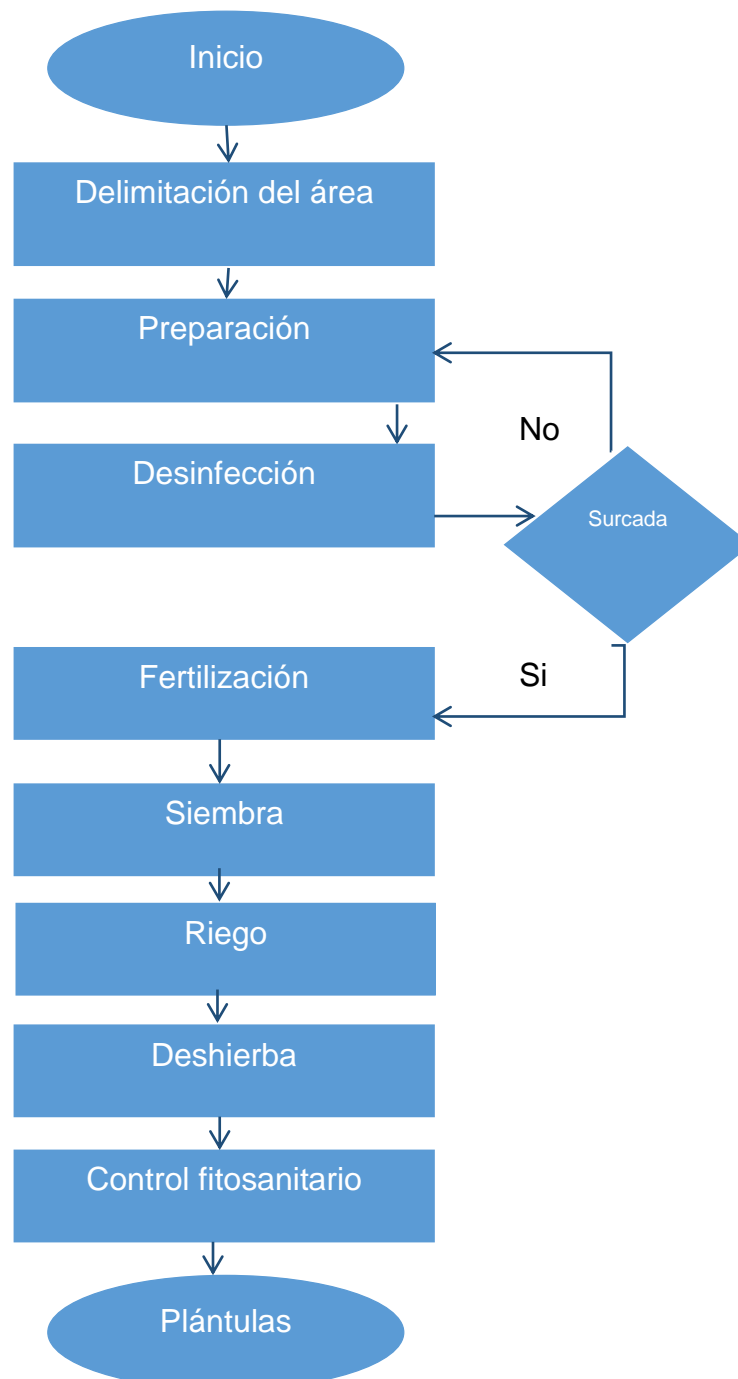 Inicio
Delimitación del área
Preparación
No
Desinfección
Surcada
Fertilización
Si
Siembra
Riego
Deshierba
Control fitosanitario
Plántulas